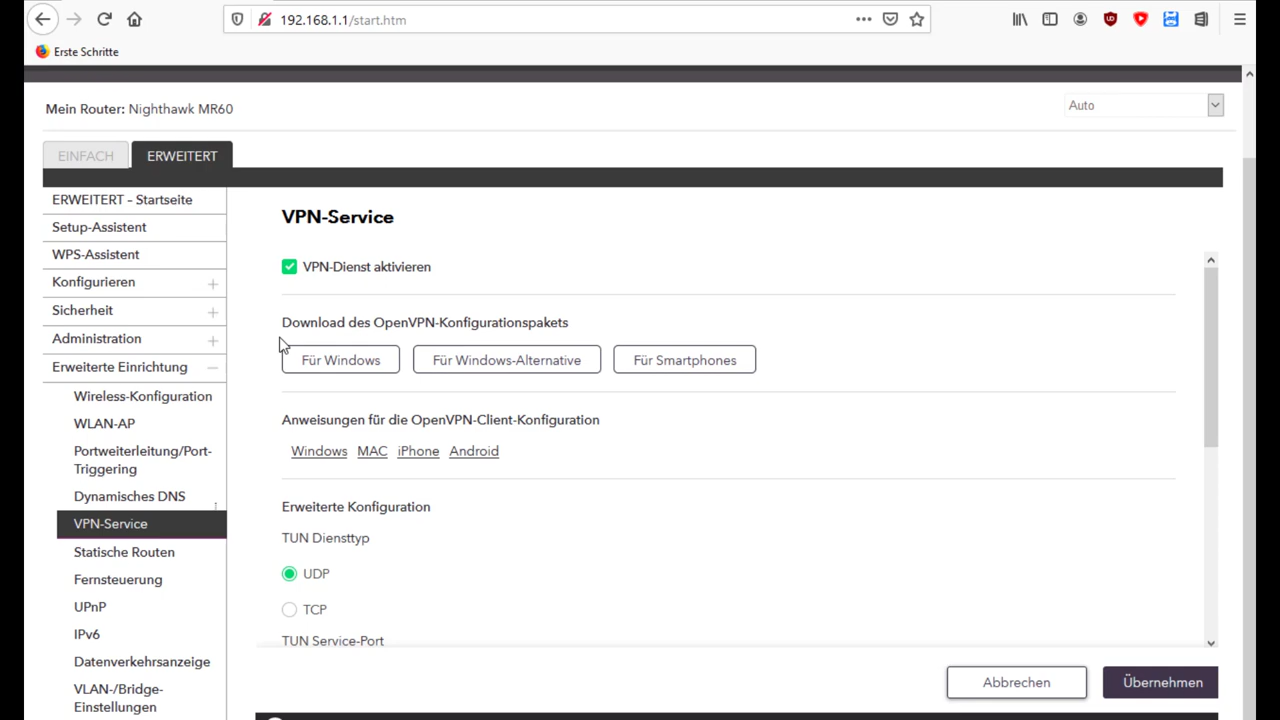 192.168.1.1/start.htm
Erste Schritte
Mein Router: Nighthawk MR60
Auto
EINFACH
ERWEITERT
ERWEITERT – Startseite
Setup-Assistent
WPS-Assistent
Konfigurieren
Sicherheit
Administration
Erweiterte Einrichtung
Wireless-Konfiguration
WLAN-AP
Portweiterleitung/Port-
Triggering
Dynamisches DNS
VPN-Service
Statische Routen
Fernsteuerung
UPnP
IPv6
Datenverkehrsanzeige
VLAN-/Bridge-
Einstellungen
VPN-Service
VPN-Dienst aktivieren
Download des OpenVPN-Konfigurationspakets
Für Windows
Für Windows-Alternative
Für Smartphones
Anweisungen für die OpenVPN-Client-Konfiguration
Windows MAC iPhone Android
Erweiterte Konfiguration
TUN Diensttyp
UDP
TCP
TUN Service-Port
Abbrechen
Übernehmen